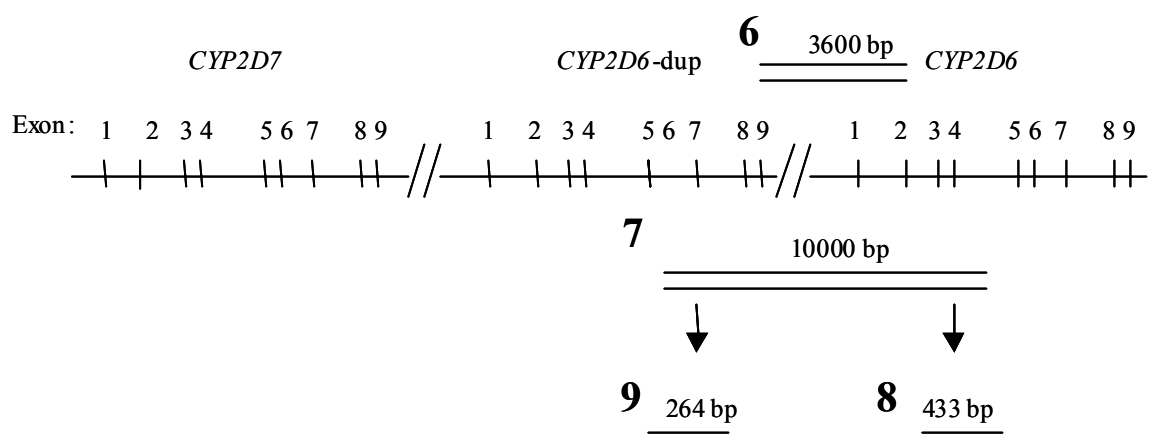 6 3600 bp
CYP2D7 CYP2D6-dup CYP2D6
Exon: 1 2 3 4 5 6 7 8 9 1 2 3 4 5 6 7 8 9 1 2 3 4 5 6 7 8 9
7
10000 bp
9 264 bp 8 433 bp